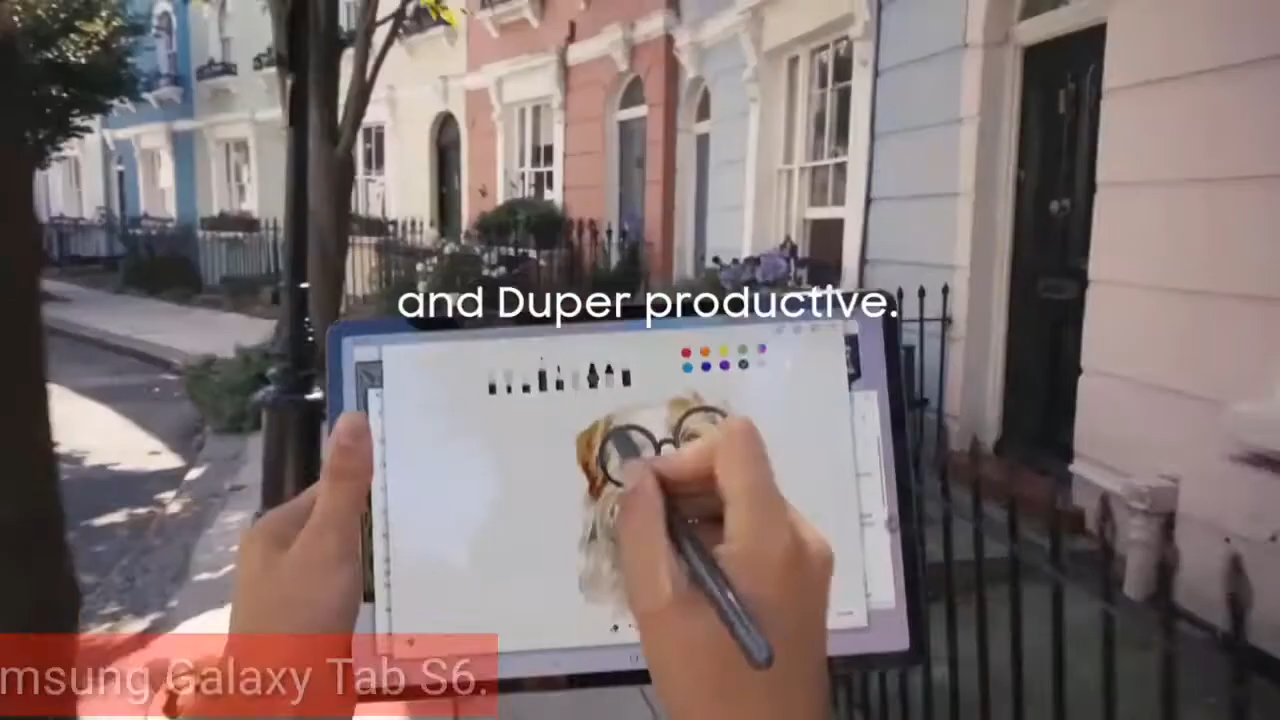 and Duper productive.
msung Galaxy Tab S6.